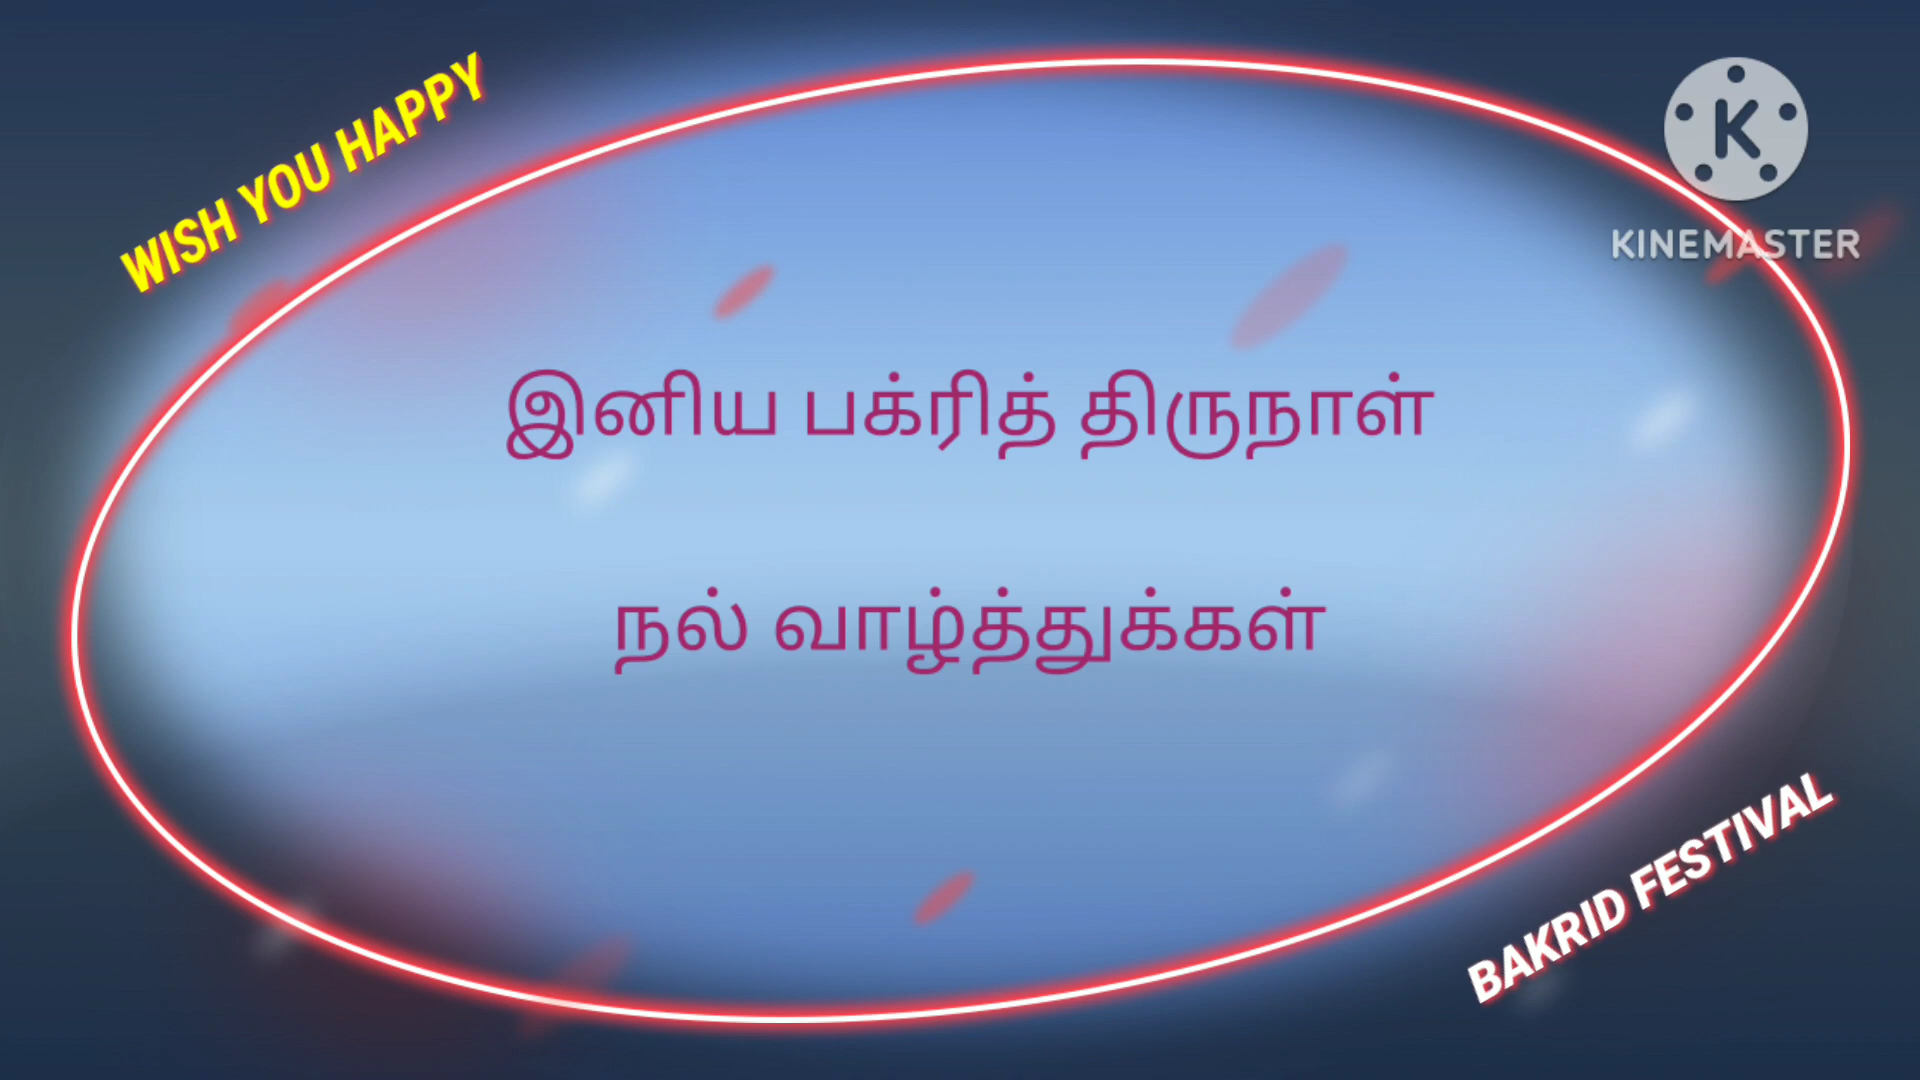 WISH YOU HAPPY
K
KINEMASTER
இனிய பக்ரித் திருநாள்
நல் வாழ்த்துக்கள்
BAKRID FESTIVAL